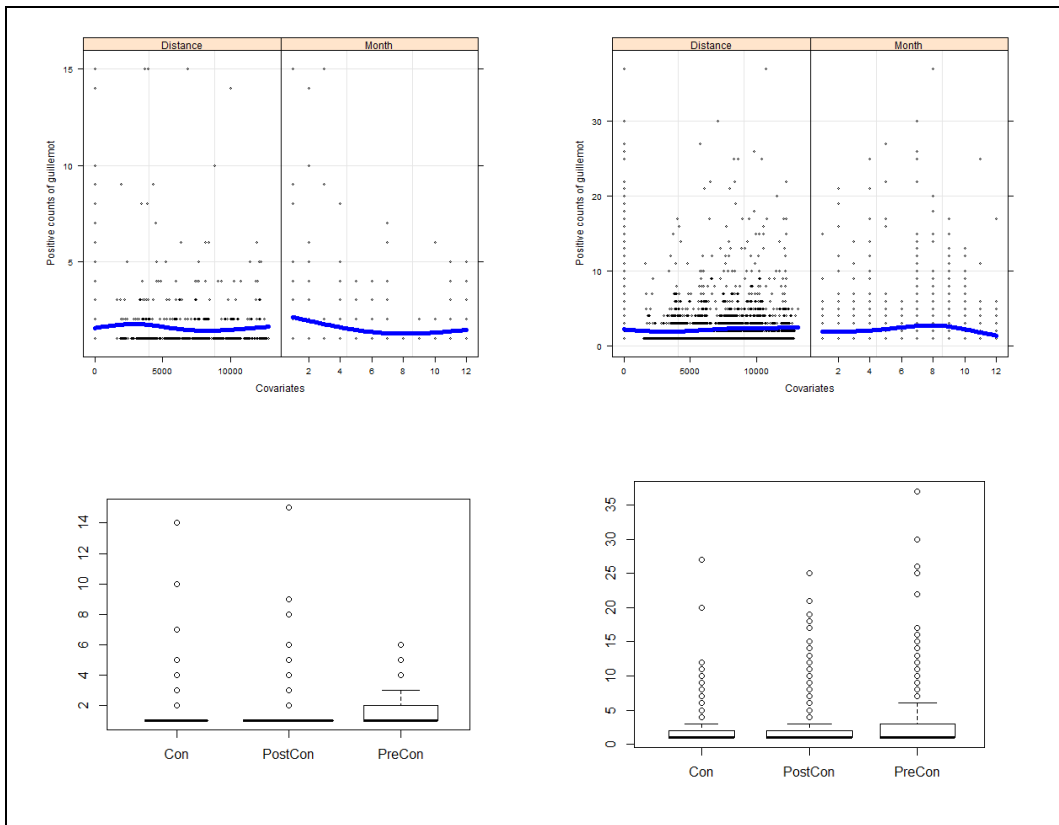 Distance Month
15
10
5
Positive counts of guillemot
0 5000 10000 2 4 6 8 10 12
Covariates
Distance Month
30
20
10
0
Positive counts of guillemot
0 5000 10000 2 4 6 8 10 12
Covariates
14
12
10
8
6
4
2
Con PostCon PreCon
35
30
25
20
15
10
5
0
Con PostCon PreCon